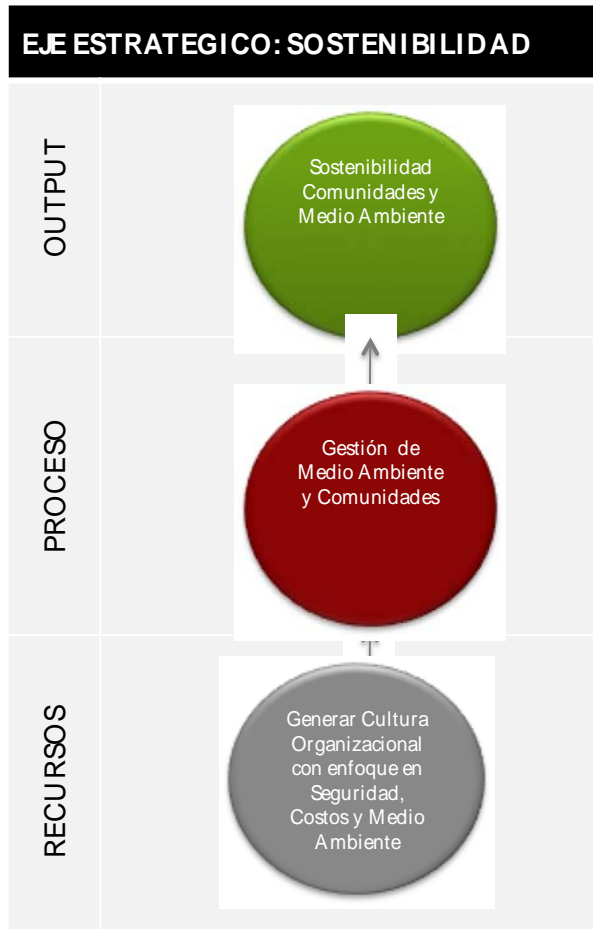 EJE ESTRATEGICO: SOSTENIBILIDAD
OUTPUT
Sostenibilidad
Comunidades y
Medio Ambiente
PROCESO
Gestión de
Medio Ambiente
y Comunidades
RECURSOS
Generar Cultura
Organizacional
con enfoque en
Seguridad,
Costos y Medio
Ambiente